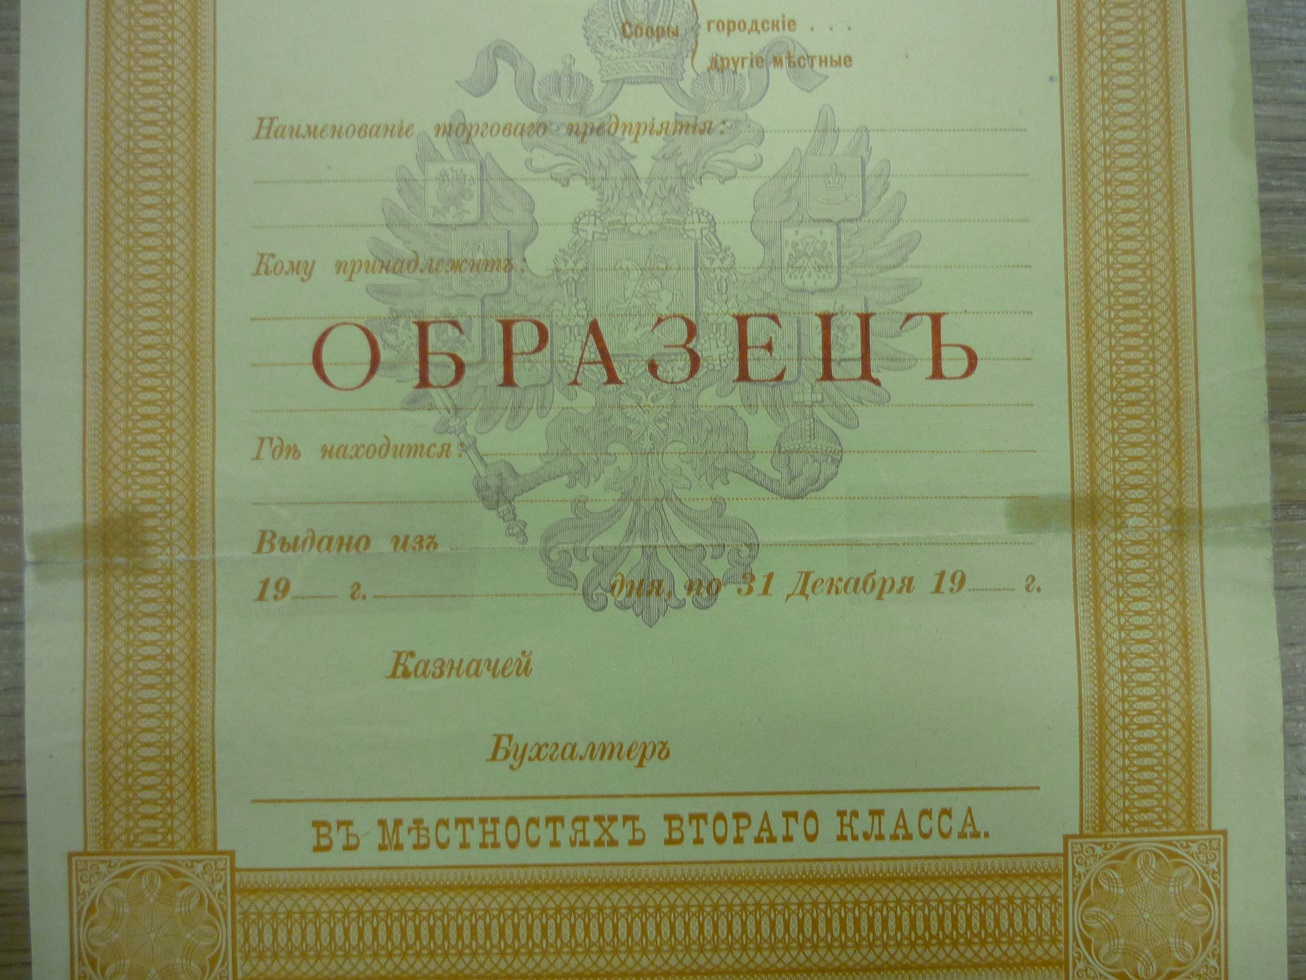 Сборы
городскіе . . .
другіе мѣстные
Наименованіе торговаго предпріятія:
Кому принадлежитъ:
ОБРАЗЕЦЪ
Гдѣ находится:
Выдано изъ
19 г. дня, по 31 Декабря 19 г.
Казначей
Бухгалтеръ
ВЪ МѢСТНОСТЯХЪ ВТОРАГО КЛАССА.